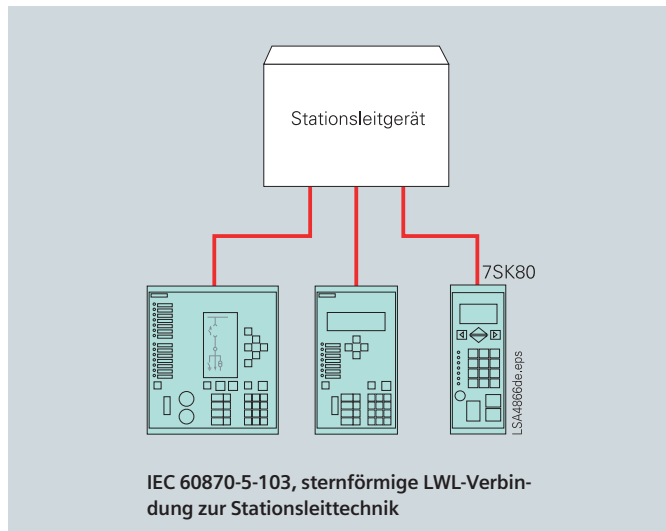 Stationsleitgerät
7SK80
LSA4866de.eps
IEC 60870-5-103, sternförmige LWL-Verbin-
dung zur Stationsleittechnik